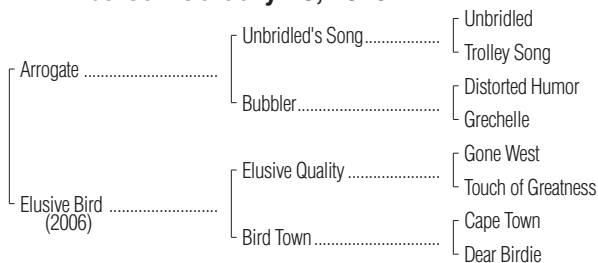 Unbridled
Unbridled's Song
Trolley Song
Arrogate
Distorted Humor
Bubbler
Grechelle
Gone West
Elusive Quality
Touch of Greatness
Elusive Bird
(2006)
Cape Town
Bird Town
Dear Birdie